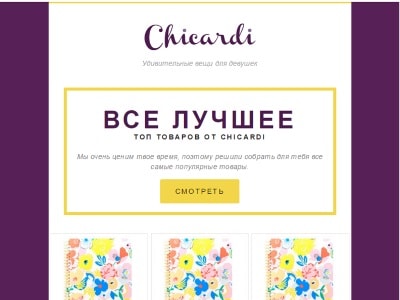 Chicardi
Удивительные вещи для девушек
ВСЕ ЛУЧШЕЕ
ТОП ТОВАРОВ ОТ CHICARDI
Мы очень ценим твое время, поэтому решили собрать для тебя все
самые популярные товары.
СМОТРЕТЬ